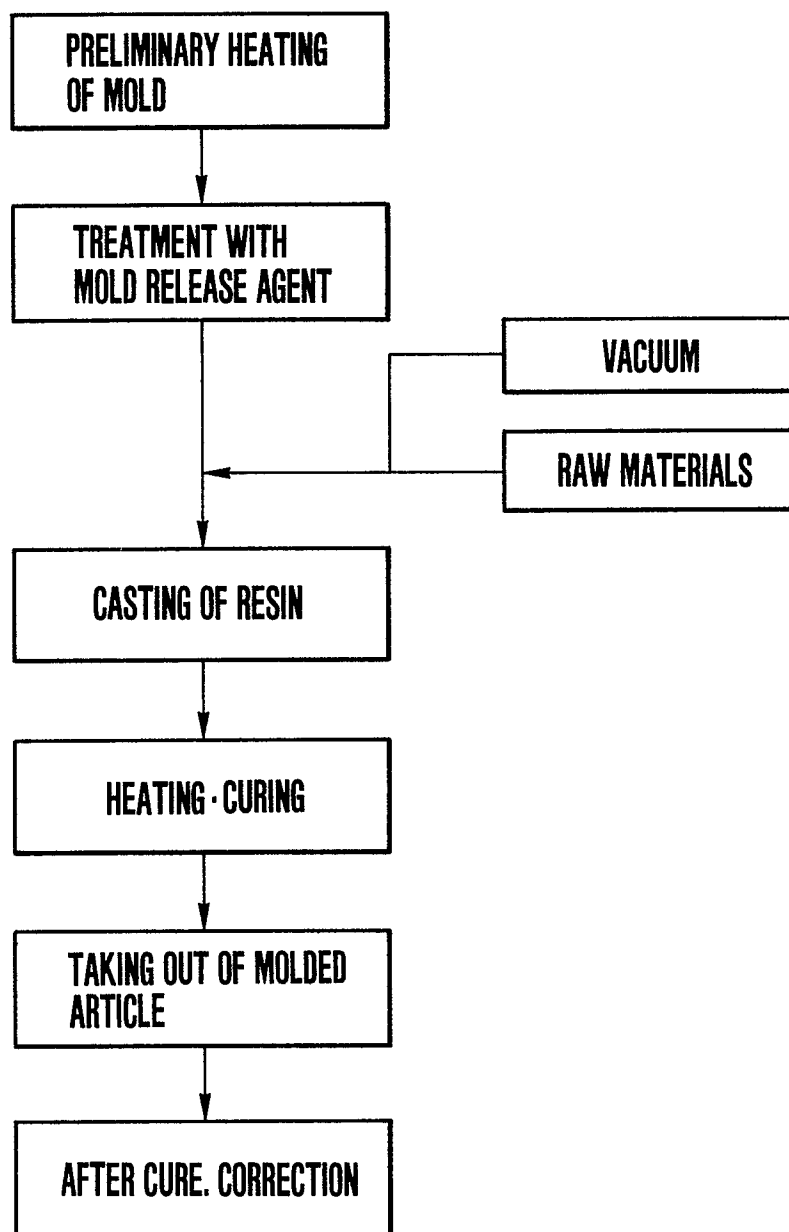 PRELIMINARY HEATING
OF MOLD
TREATMENT WITH
MOLD RELEASE AGENT
VACUUM
RAW MATERIALS
CASTING OF RESIN
HEATING · CURING
TAKING OUT OF MOLDED
ARTICLE
AFTER CURE. CORRECTION